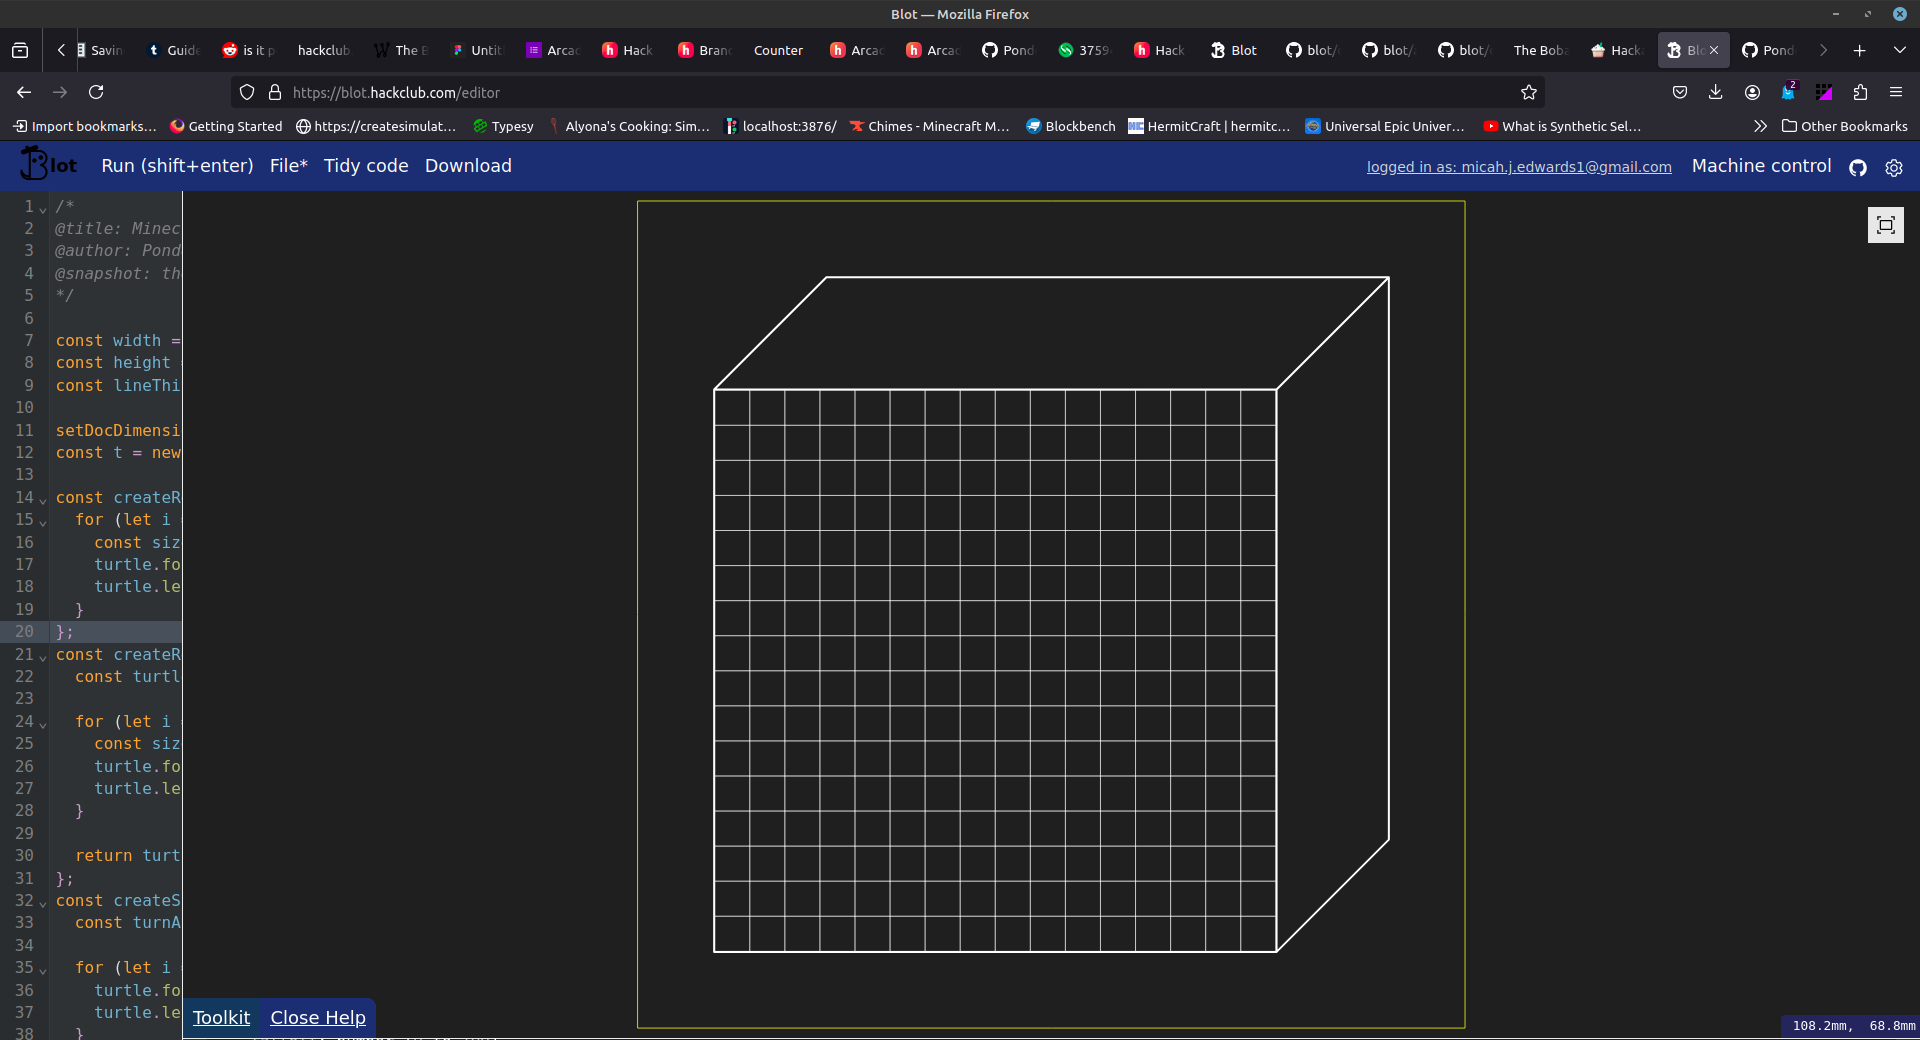 Blot — Mozilla Firefox
Savin
Guide
is it p
hackclub
The B
Untit
Arcad
Hack
Bran
Counter
Arcad
Arcad
Pond
3759
Hack
Blot
blot/
blot/
blot/
The Boba
Hack
Blo
Pond
https://blot.hackclub.com/editor
2
Import bookmarks...
Getting Started
https://createsimulat...
Typesy
Alyona's Cooking: Sim...
localhost:3876/
Chimes - Minecraft M...
Blockbench
HermitCraft | hermitc...
Universal Epic Univer...
What is Synthetic Sel...
Other Bookmarks
Blot
Run (shift+enter)
File*
Tidy code
Download
logged in as: micah.j.edwards1@gmail.com
Machine control
1 /*
2 @title: Minec
3 @author: Pond
4 @snapshot: th
5 */
6
7 const width =
8 const height
9 const lineThi
10
11 setDocDimensi
12 const t = new
13
14 const createR
15 for (let i
16 const siz
17 turtle.fo
18 turtle.le
19 }
20 };
21 const createR
22 const turtl
23
24 for (let i
25 const siz
26 turtle.fo
27 turtle.le
28 }
29
30 return turt
31 };
32 const createS
33 const turnA
34
35 for (let i
36 turtle.fo
37 turtle.le
38 }
Toolkit
Close Help
108.2mm, 68.8mm